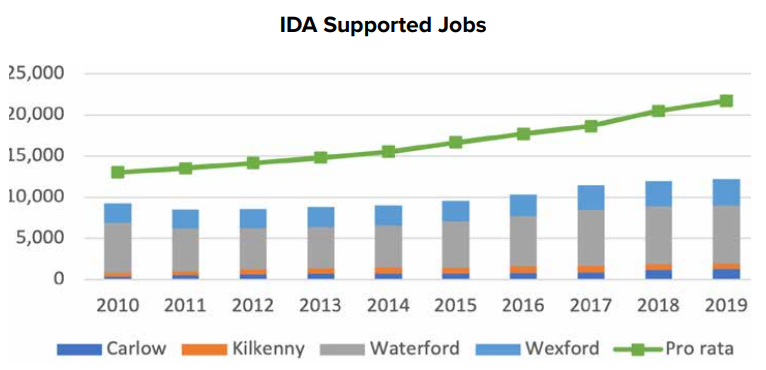 IDA Supported Jobs
25,000
20,000
15,000
10,000
5,000
0
2010 2011 2012 2013 2014 2015 2016 2017 2018 2019
Carlow Kilkenny Waterford Wexford Pro rata